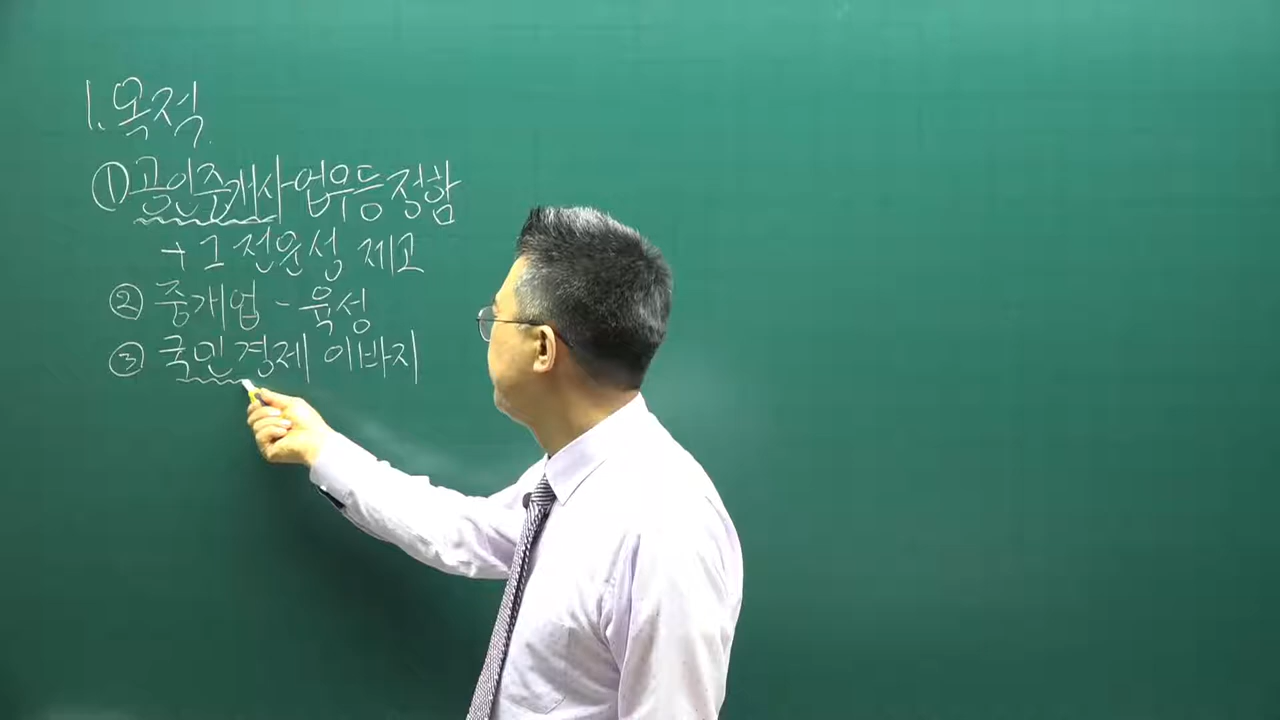 1. 목적
① 공인중개사 업무등 정함
+ 그 전문성 제고
② 중개업 - 육성
③ 국민경제 이바지